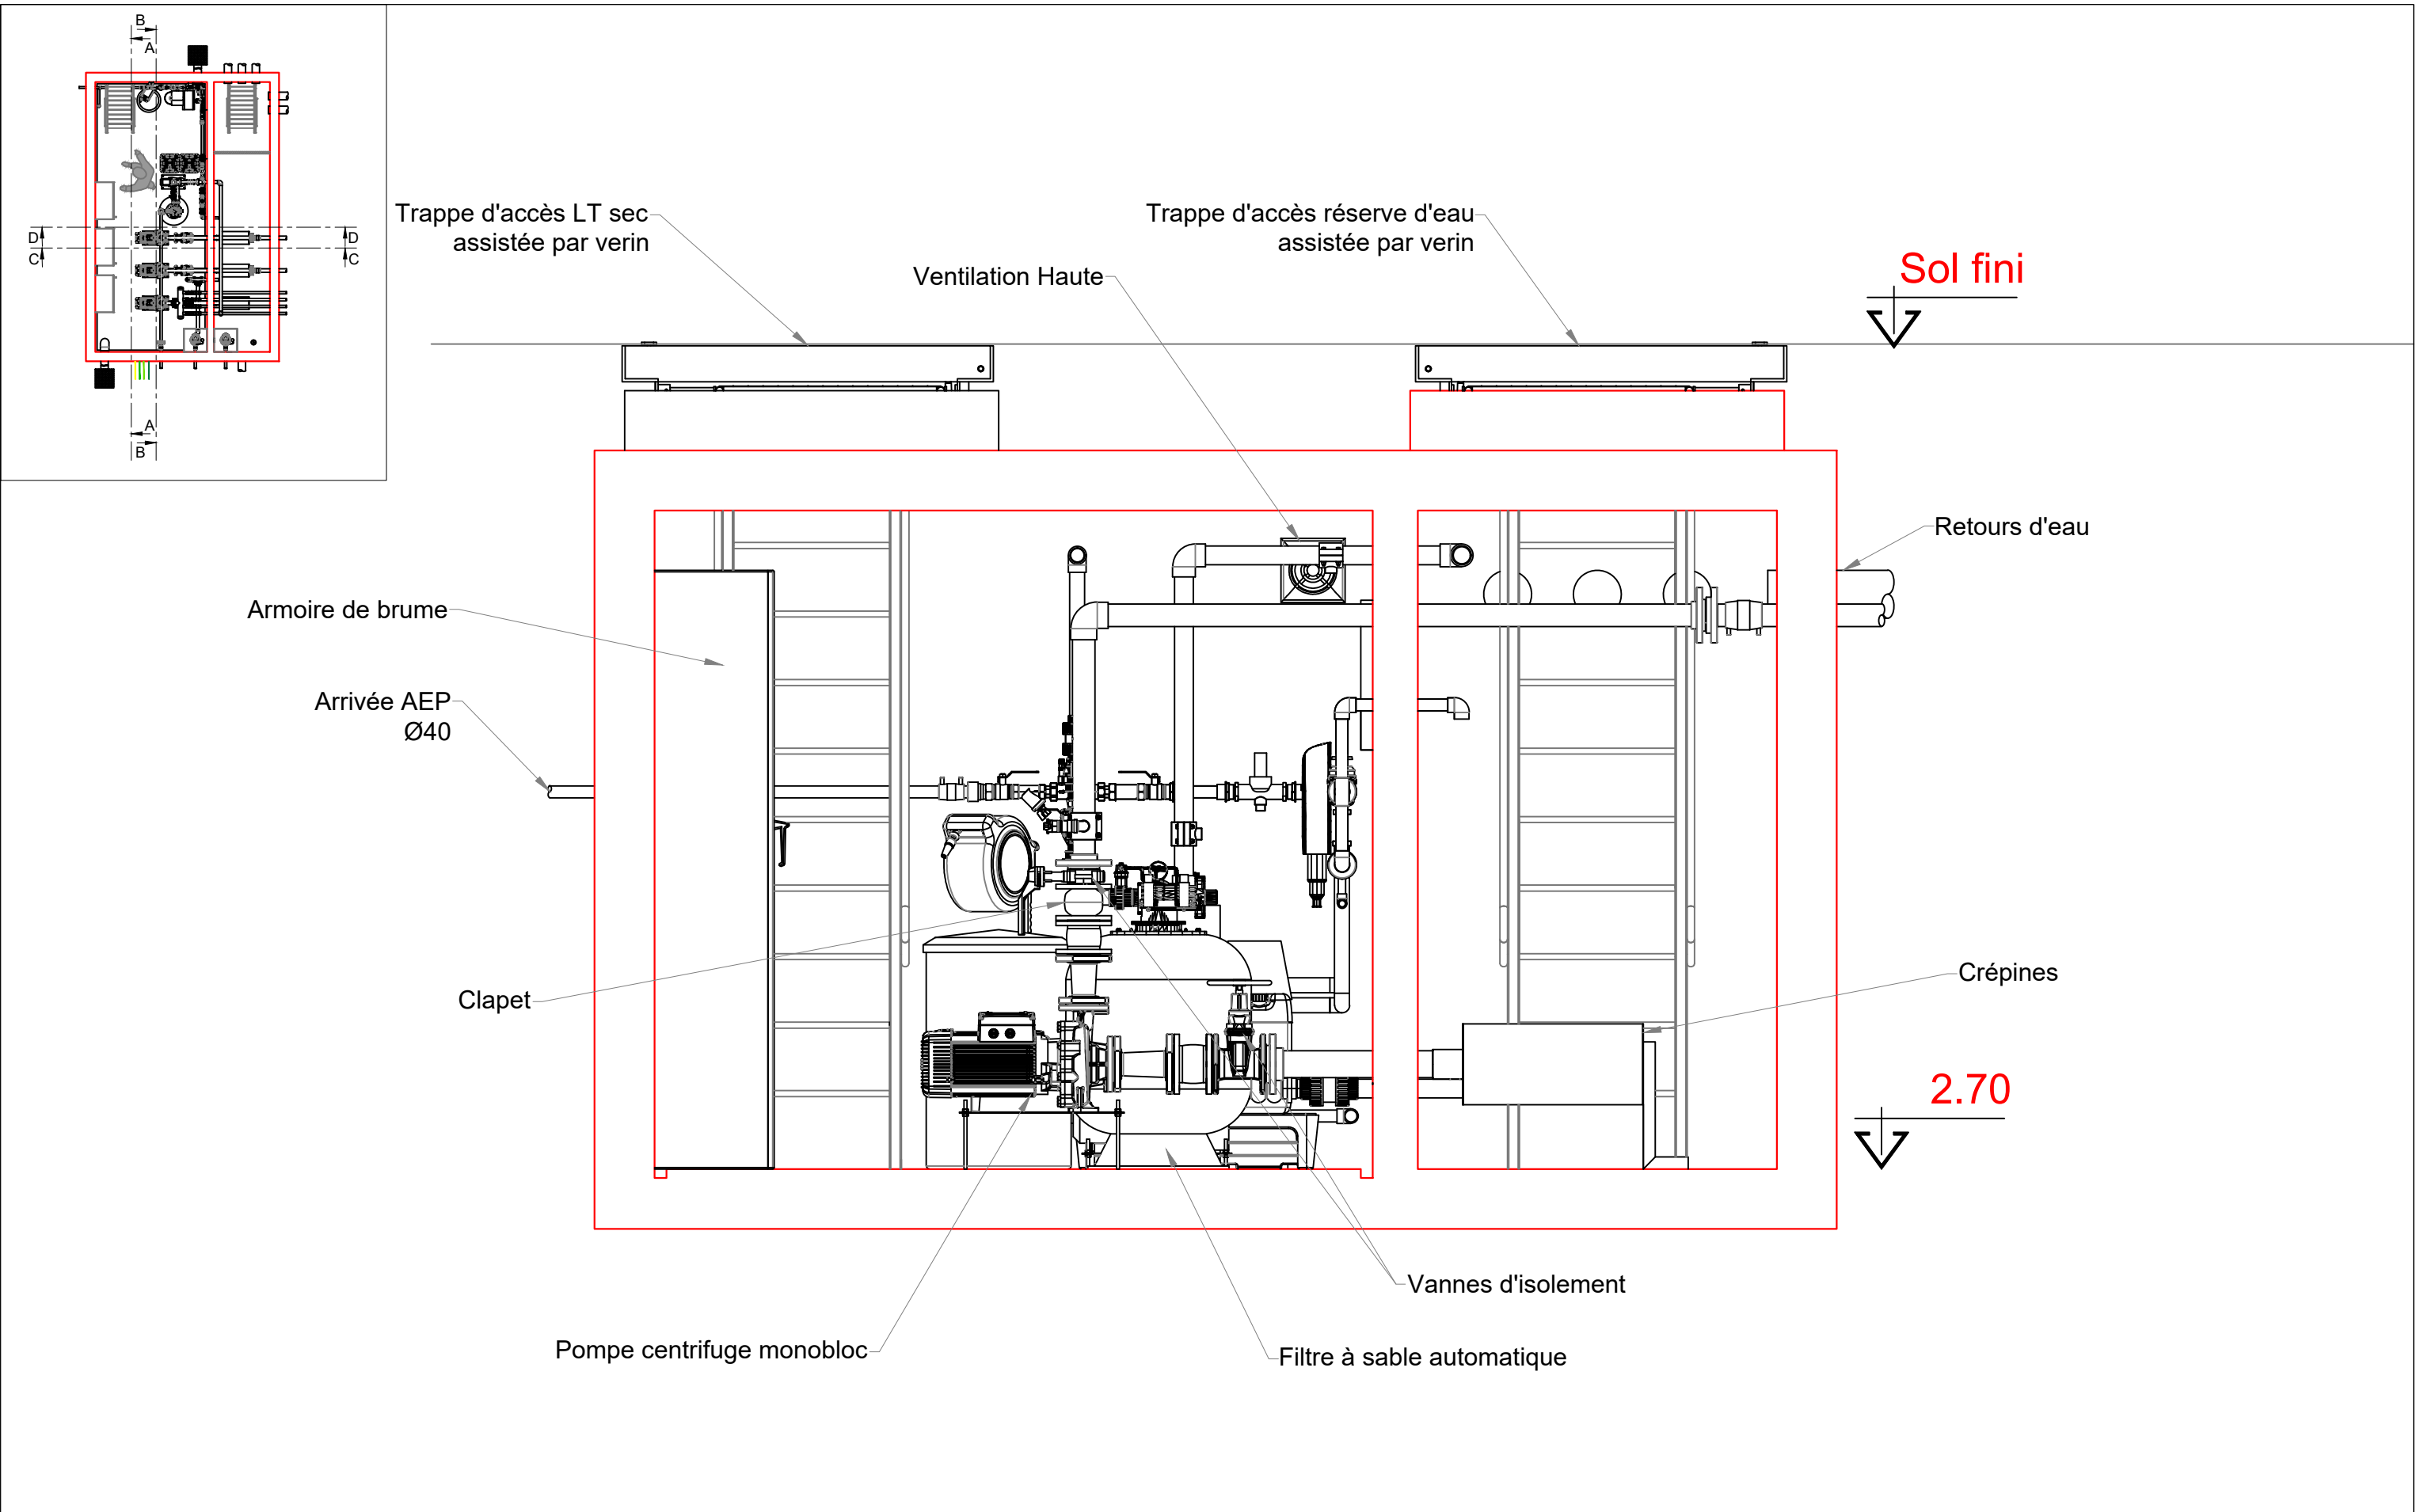 B
A
D
D
C
C
A
B
Trappe d'accès LT sec
assistée par verin
Trappe d'accès réserve d'eau
assistée par verin
Ventilation Haute
Sol fini
Retours d'eau
Armoire de brume
Arrivée AEP
Ø40
Crépines
Clapet
2.70
Vannes d'isolement
Pompe centrifuge monobloc
Filtre à sable automatique